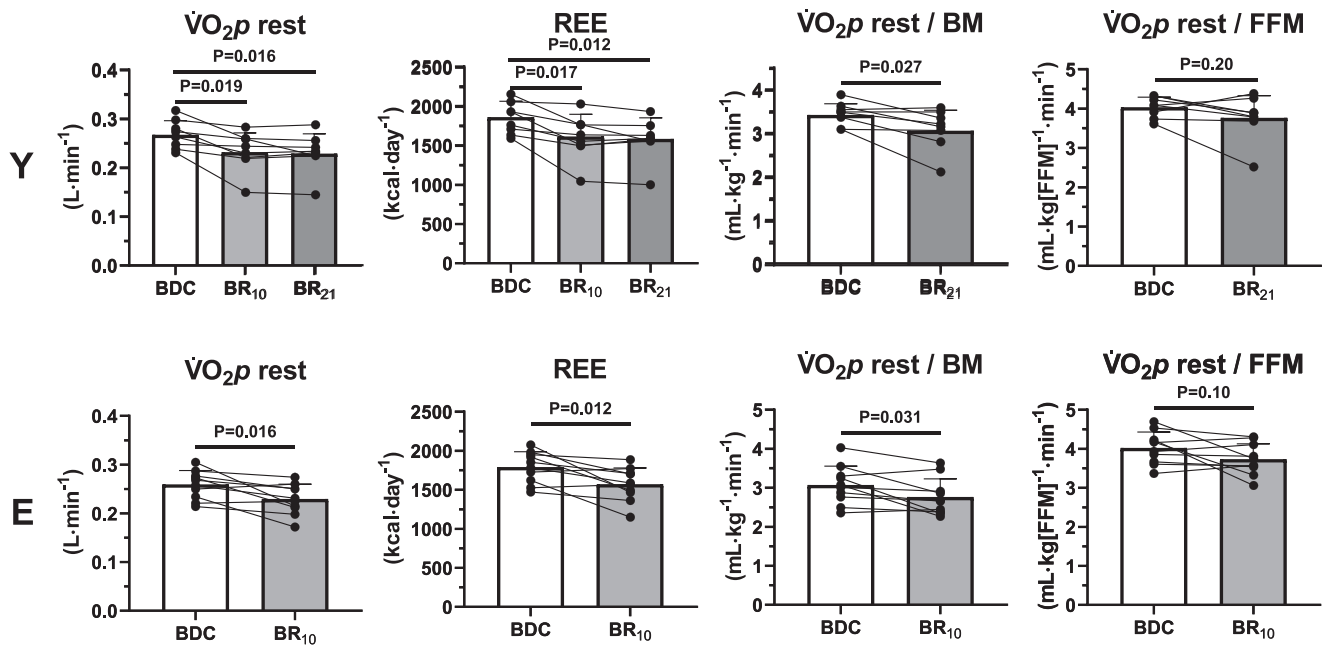 V̇O₂p rest
P=0.016
P=0.019
0.4
0.3
0.2
0.1
0.0
(L·min⁻¹)
BDC BR₁₀ BR₂₁
REE
P=0.012
P=0.017
2500
2000
1500
1000
500
0
(kcal·day⁻¹)
BDC BR₁₀ BR₂₁
V̇O₂p rest / BM
P=0.027
5
4
3
2
1
0
(mL·kg⁻¹·min⁻¹)
BDC
V̇O₂p rest / FFM
P=0.20
5
4
3
2
1
0
(mL·kg[FFM]⁻¹·min⁻¹)
BDC BR₂₁
Y
V̇O₂p rest
P=0.016
0.4
0.3
0.2
0.1
0.0
(L·min⁻¹)
BDC BR₁₀
REE
P=0.012
2500
2000
1500
1000
500
0
(kcal·day⁻¹)
BDC BR₁₀
V̇O₂p rest / BM
P=0.031
5
4
3
2
1
0
(mL·kg⁻¹·min⁻¹)
BDC BR₁₀
V̇O₂p rest / FFM
P=0.10
5
4
3
2
1
0
(mL·kg[FFM]⁻¹·min⁻¹)
BDC BR₁₀
E